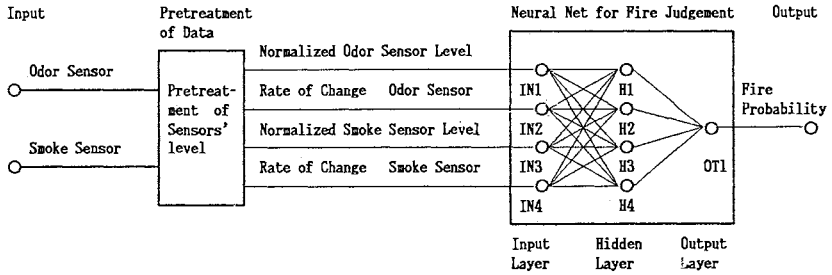 Input
Pretreatment
of Data
Neural Net for Fire Judgement
Output
Odor Sensor
Smoke Sensor
Pretreat-
ment of
Sensors'
level
Normalized Odor Sensor Level
Rate of Change Odor Sensor
Normalized Smoke Sensor Level
Rate of Change Smoke Sensor
IN1
IN2
IN3
IN4
H1
H2
H3
H4
OT1
Fire
Probability
Input
Layer
Hidden
Layer
Output
Layer